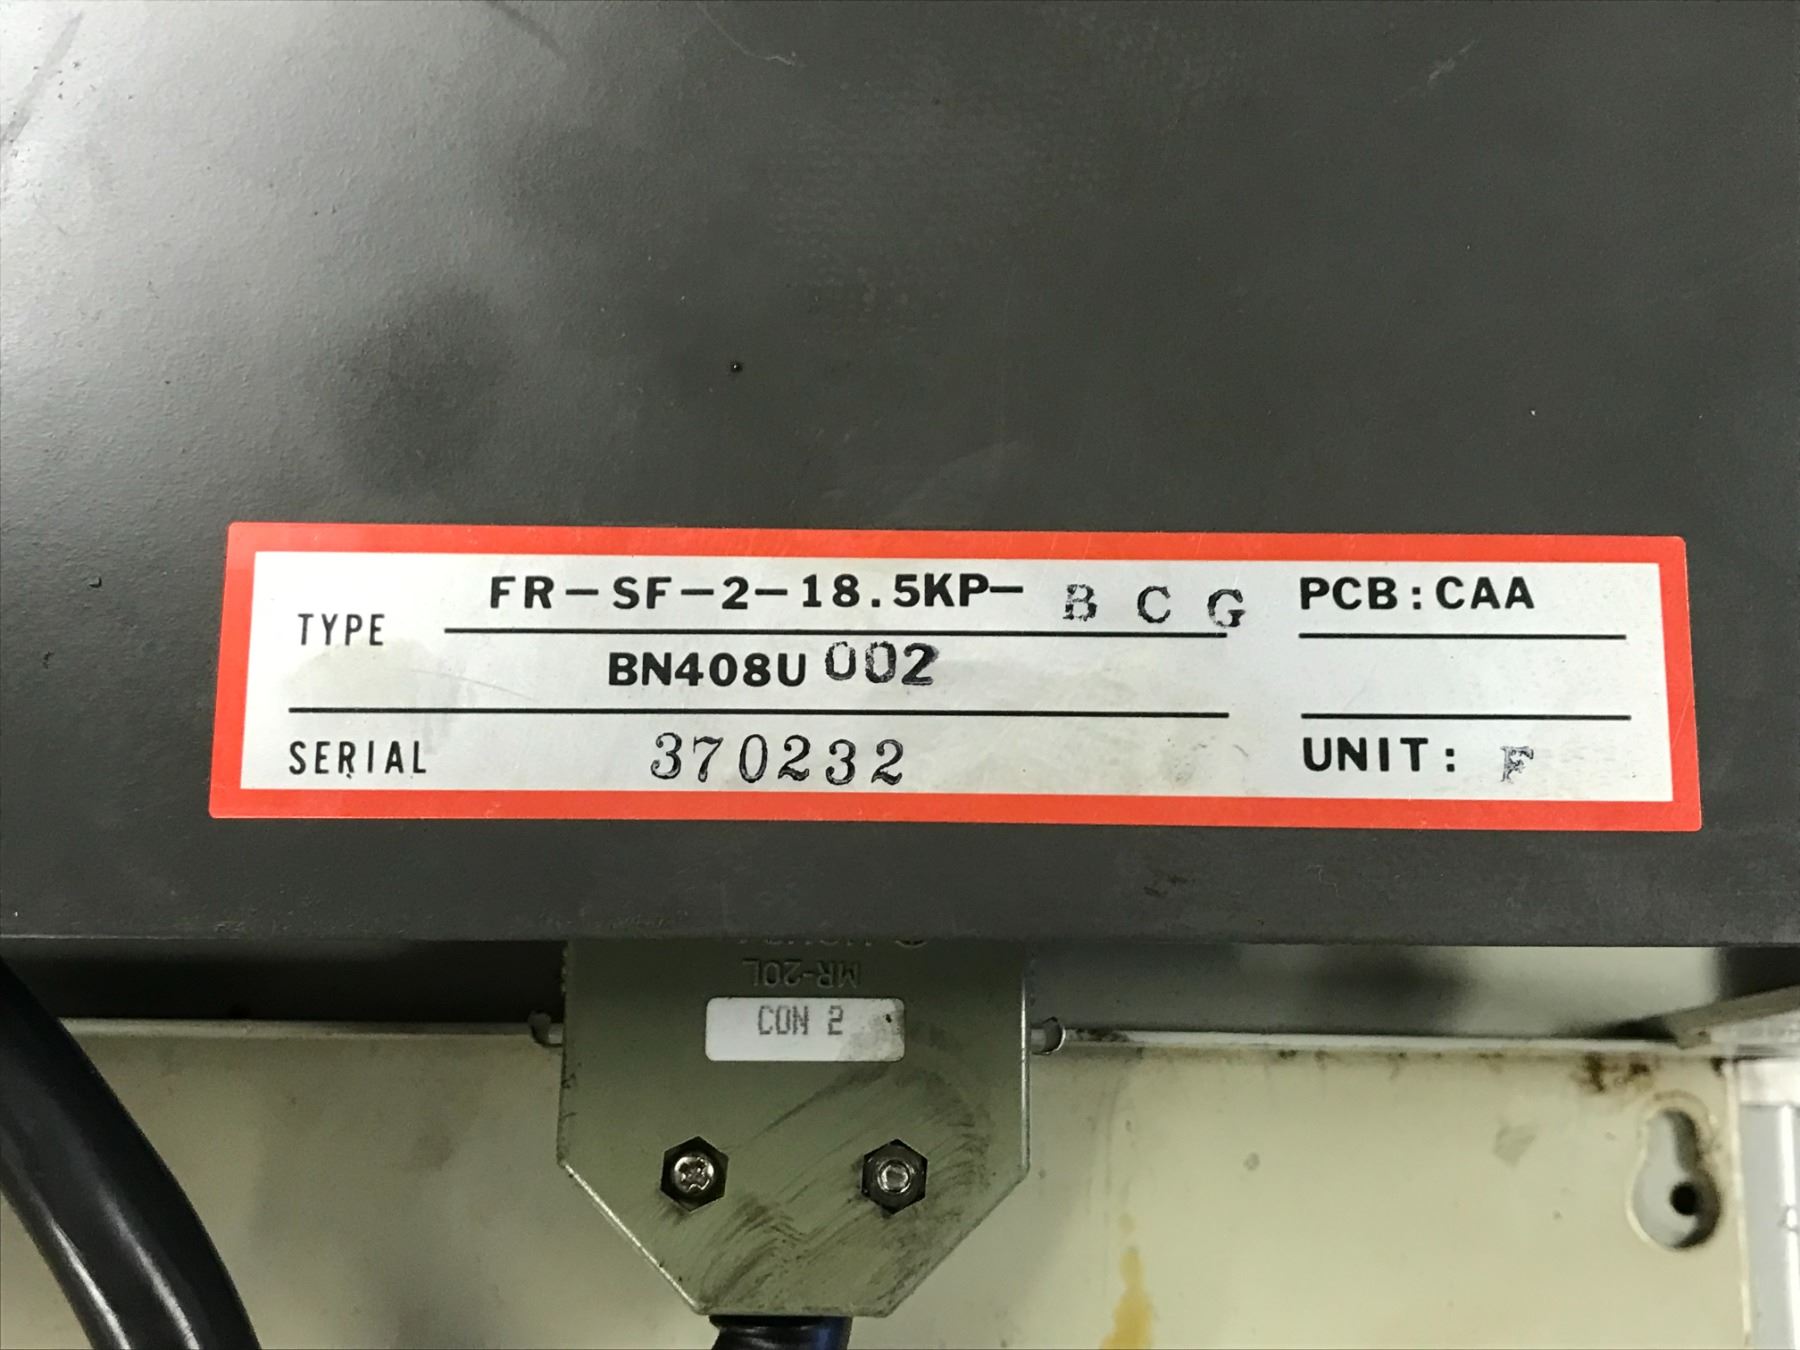 TYPE FR-SF-2-18.5KP- B C G PCB:CAA
BN408U 002
SERIAL 370232 UNIT: F
MR-20L
CON 2